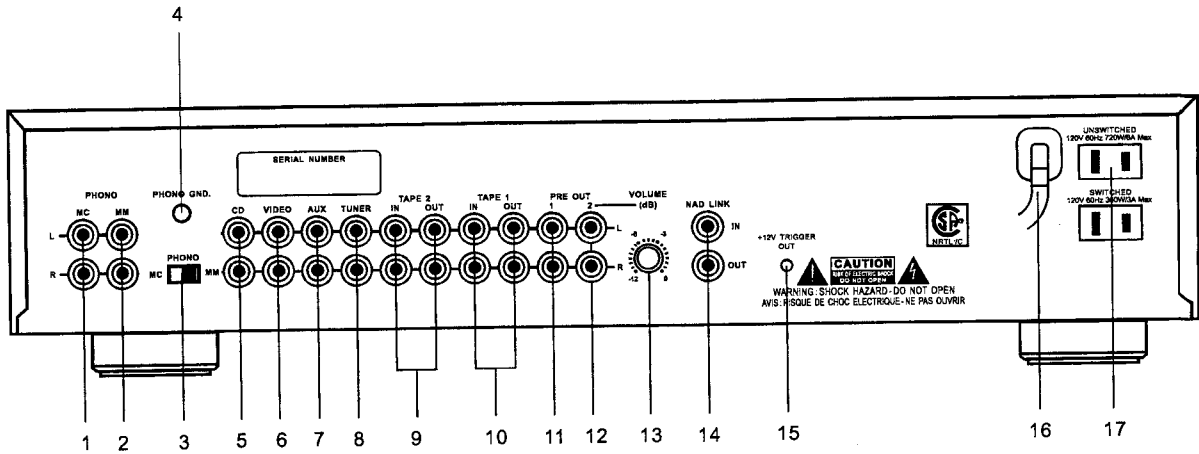 4
UNSWITCHED
120V 60Hz 720W/6A Max
SERIAL NUMBER
SWITCHED
120V 60Hz 360W/3A Max
PHONO
PHONO GND.
TAPE 2
TAPE 1
PRE OUT
VOLUME
(dB)
MC
MM
CD
VIDEO
AUX
TUNER
IN
OUT
IN
OUT
1
2
NAD LINK
L
L
IN
-6
-3
NRTL/C
+12V TRIGGER
OUT
PHONO
MC
MM
R
R
-12
0
OUT
CAUTION
RISK OF ELECTRIC SHOCK
DO NOT OPEN
WARNING: SHOCK HAZARD - DO NOT OPEN
AVIS: RISQUE DE CHOC ELECTRIQUE - NE PAS OUVRIR
1
2
3
5
6
7
8
9
10
11
12
13
14
15
16
17